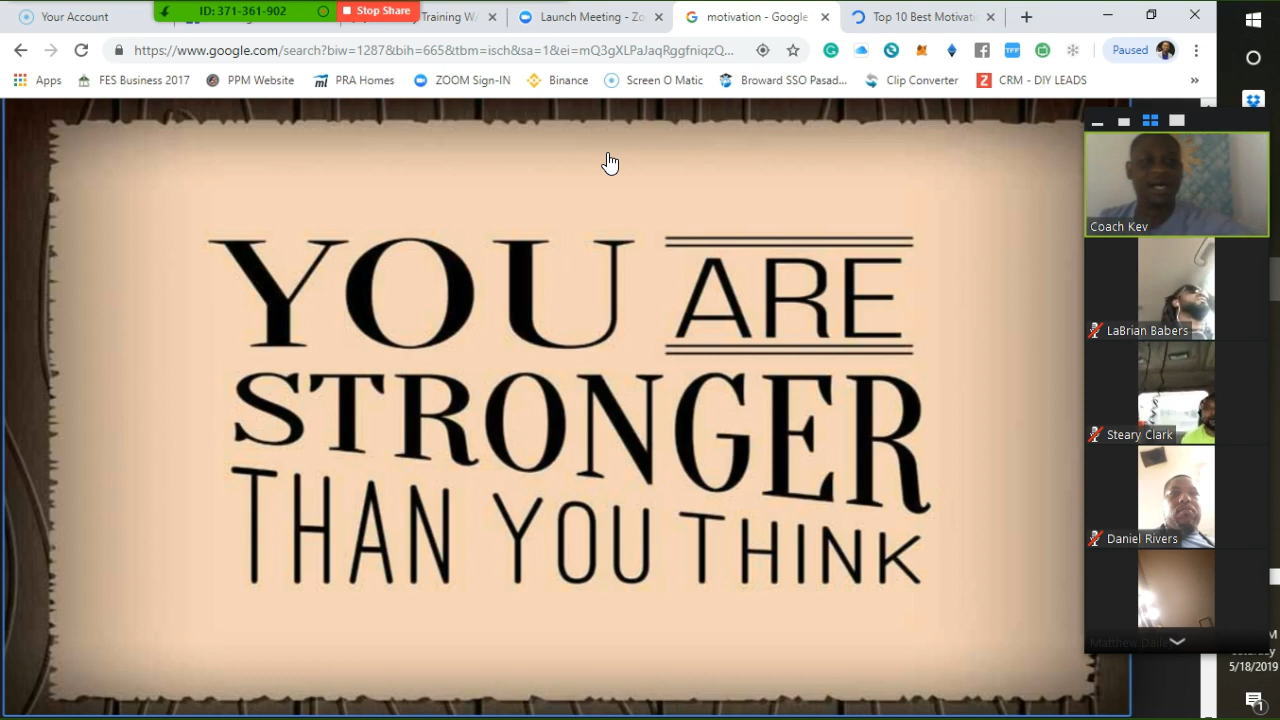 ID: 371-361-902
Stop Share
Your Account
Training W
Launch Meeting - Zo
motivation - Google
Top 10 Best Motivat
https://www.google.com/search?biw=1287&bih=665&tbm=isch&sa=1&ei=mQ3gXLPaJaqRggfniqzQ...
Paused
Apps
FES Business 2017
PPM Website
PRA Homes
ZOOM Sign-IN
Binance
Screen O Matic
Broward SSO Pasad...
Clip Converter
CRM - DIY LEADS
YOU ARE
STRONGER
THAN YOU THINK
Coach Kev
LaBrian Babers
Steary Clark
Daniel Rivers
5/18/2019